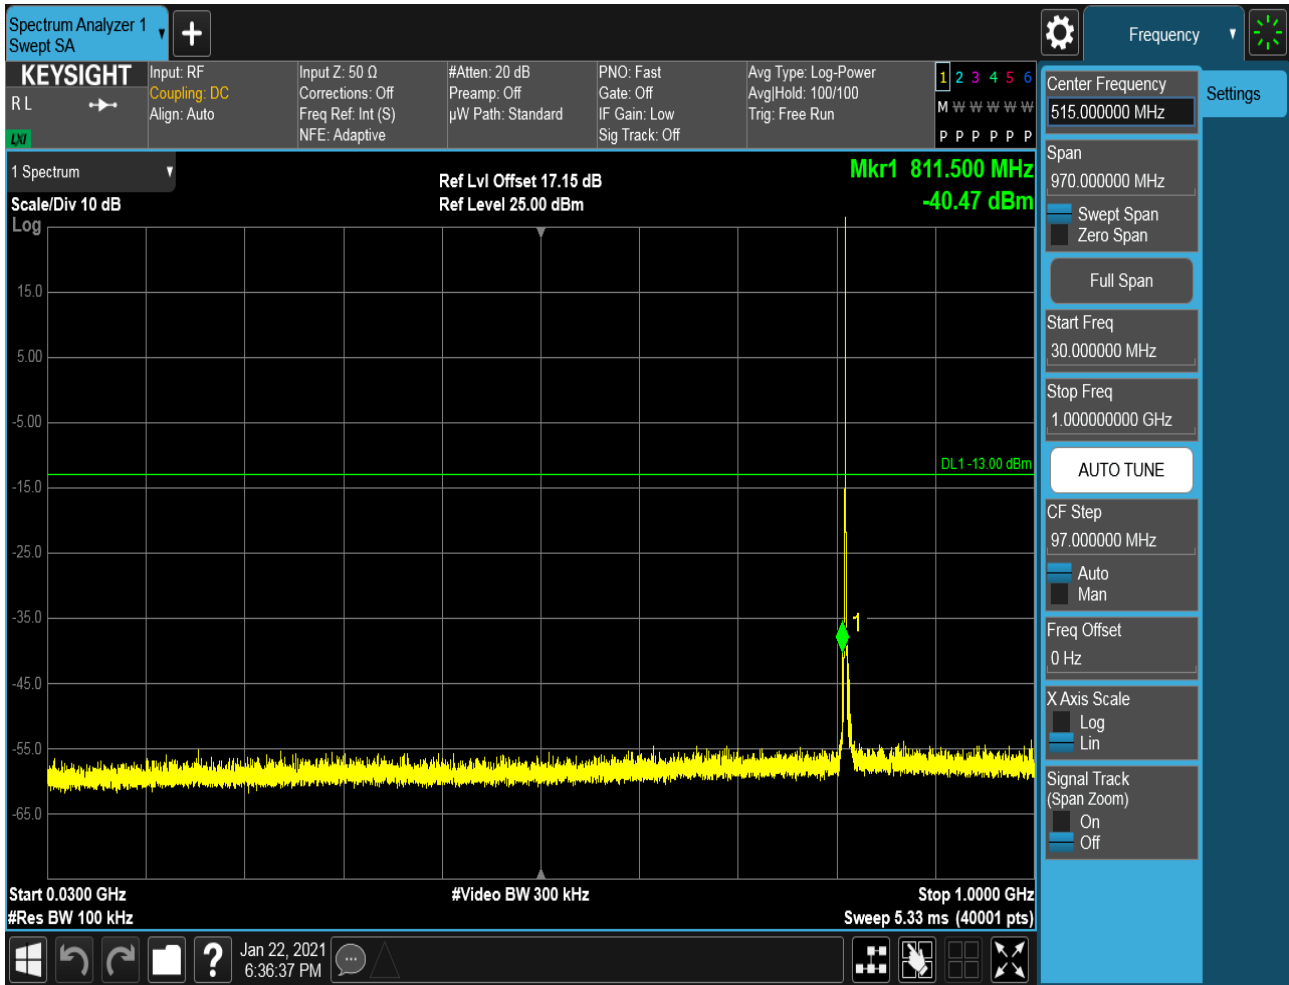 Spectrum Analyzer 1
Swept SA
Frequency
KEYSIGHT
R L
LXI
Input: RF
Coupling: DC
Align: Auto
Input Z: 50 Ω
Corrections: Off
Freq Ref: Int (S)
NFE: Adaptive
#Atten: 20 dB
Preamp: Off
µW Path: Standard
PNO: Fast
Gate: Off
IF Gain: Low
Sig Track: Off
Avg Type: Log-Power
Avg|Hold: 100/100
Trig: Free Run
1 2 3 4 5 6
M W W W W W
P P P P P P
1 Spectrum
Scale/Div 10 dB
Log
Ref Lvl Offset 17.15 dB
Ref Level 25.00 dBm
Mkr1 811.500 MHz
-40.47 dBm
15.0
5.00
-5.00
DL1 -13.00 dBm
-15.0
-25.0
-35.0
1
-45.0
-55.0
-65.0
Start 0.0300 GHz
#Video BW 300 kHz
Stop 1.0000 GHz
#Res BW 100 kHz
Sweep 5.33 ms (40001 pts)
Jan 22, 2021
6:36:37 PM
Center Frequency
515.000000 MHz
Settings
Span
970.000000 MHz
Swept Span
Zero Span
Full Span
Start Freq
30.000000 MHz
Stop Freq
1.000000000 GHz
AUTO TUNE
CF Step
97.000000 MHz
Auto
Man
Freq Offset
0 Hz
X Axis Scale
Log
Lin
Signal Track
(Span Zoom)
On
Off